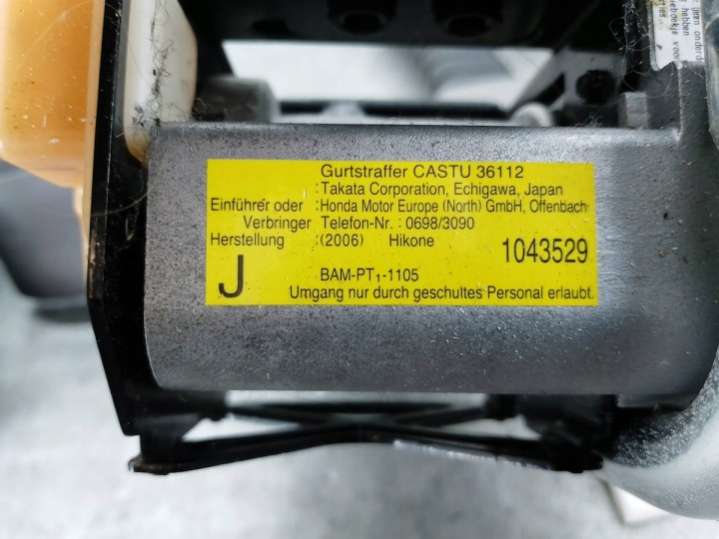 Gurtstraffer CASTU 36112
:Takata Corporation, Echigawa, Japan
Einführer oder :Honda Motor Europe (North) GmbH, Offenbach
Verbringer Telefon-Nr. :0698/3090
Herstellung :(2006) Hikone 1043529
J BAM-PT₁-1105
Umgang nur durch geschultes Personal erlaubt.
hebben